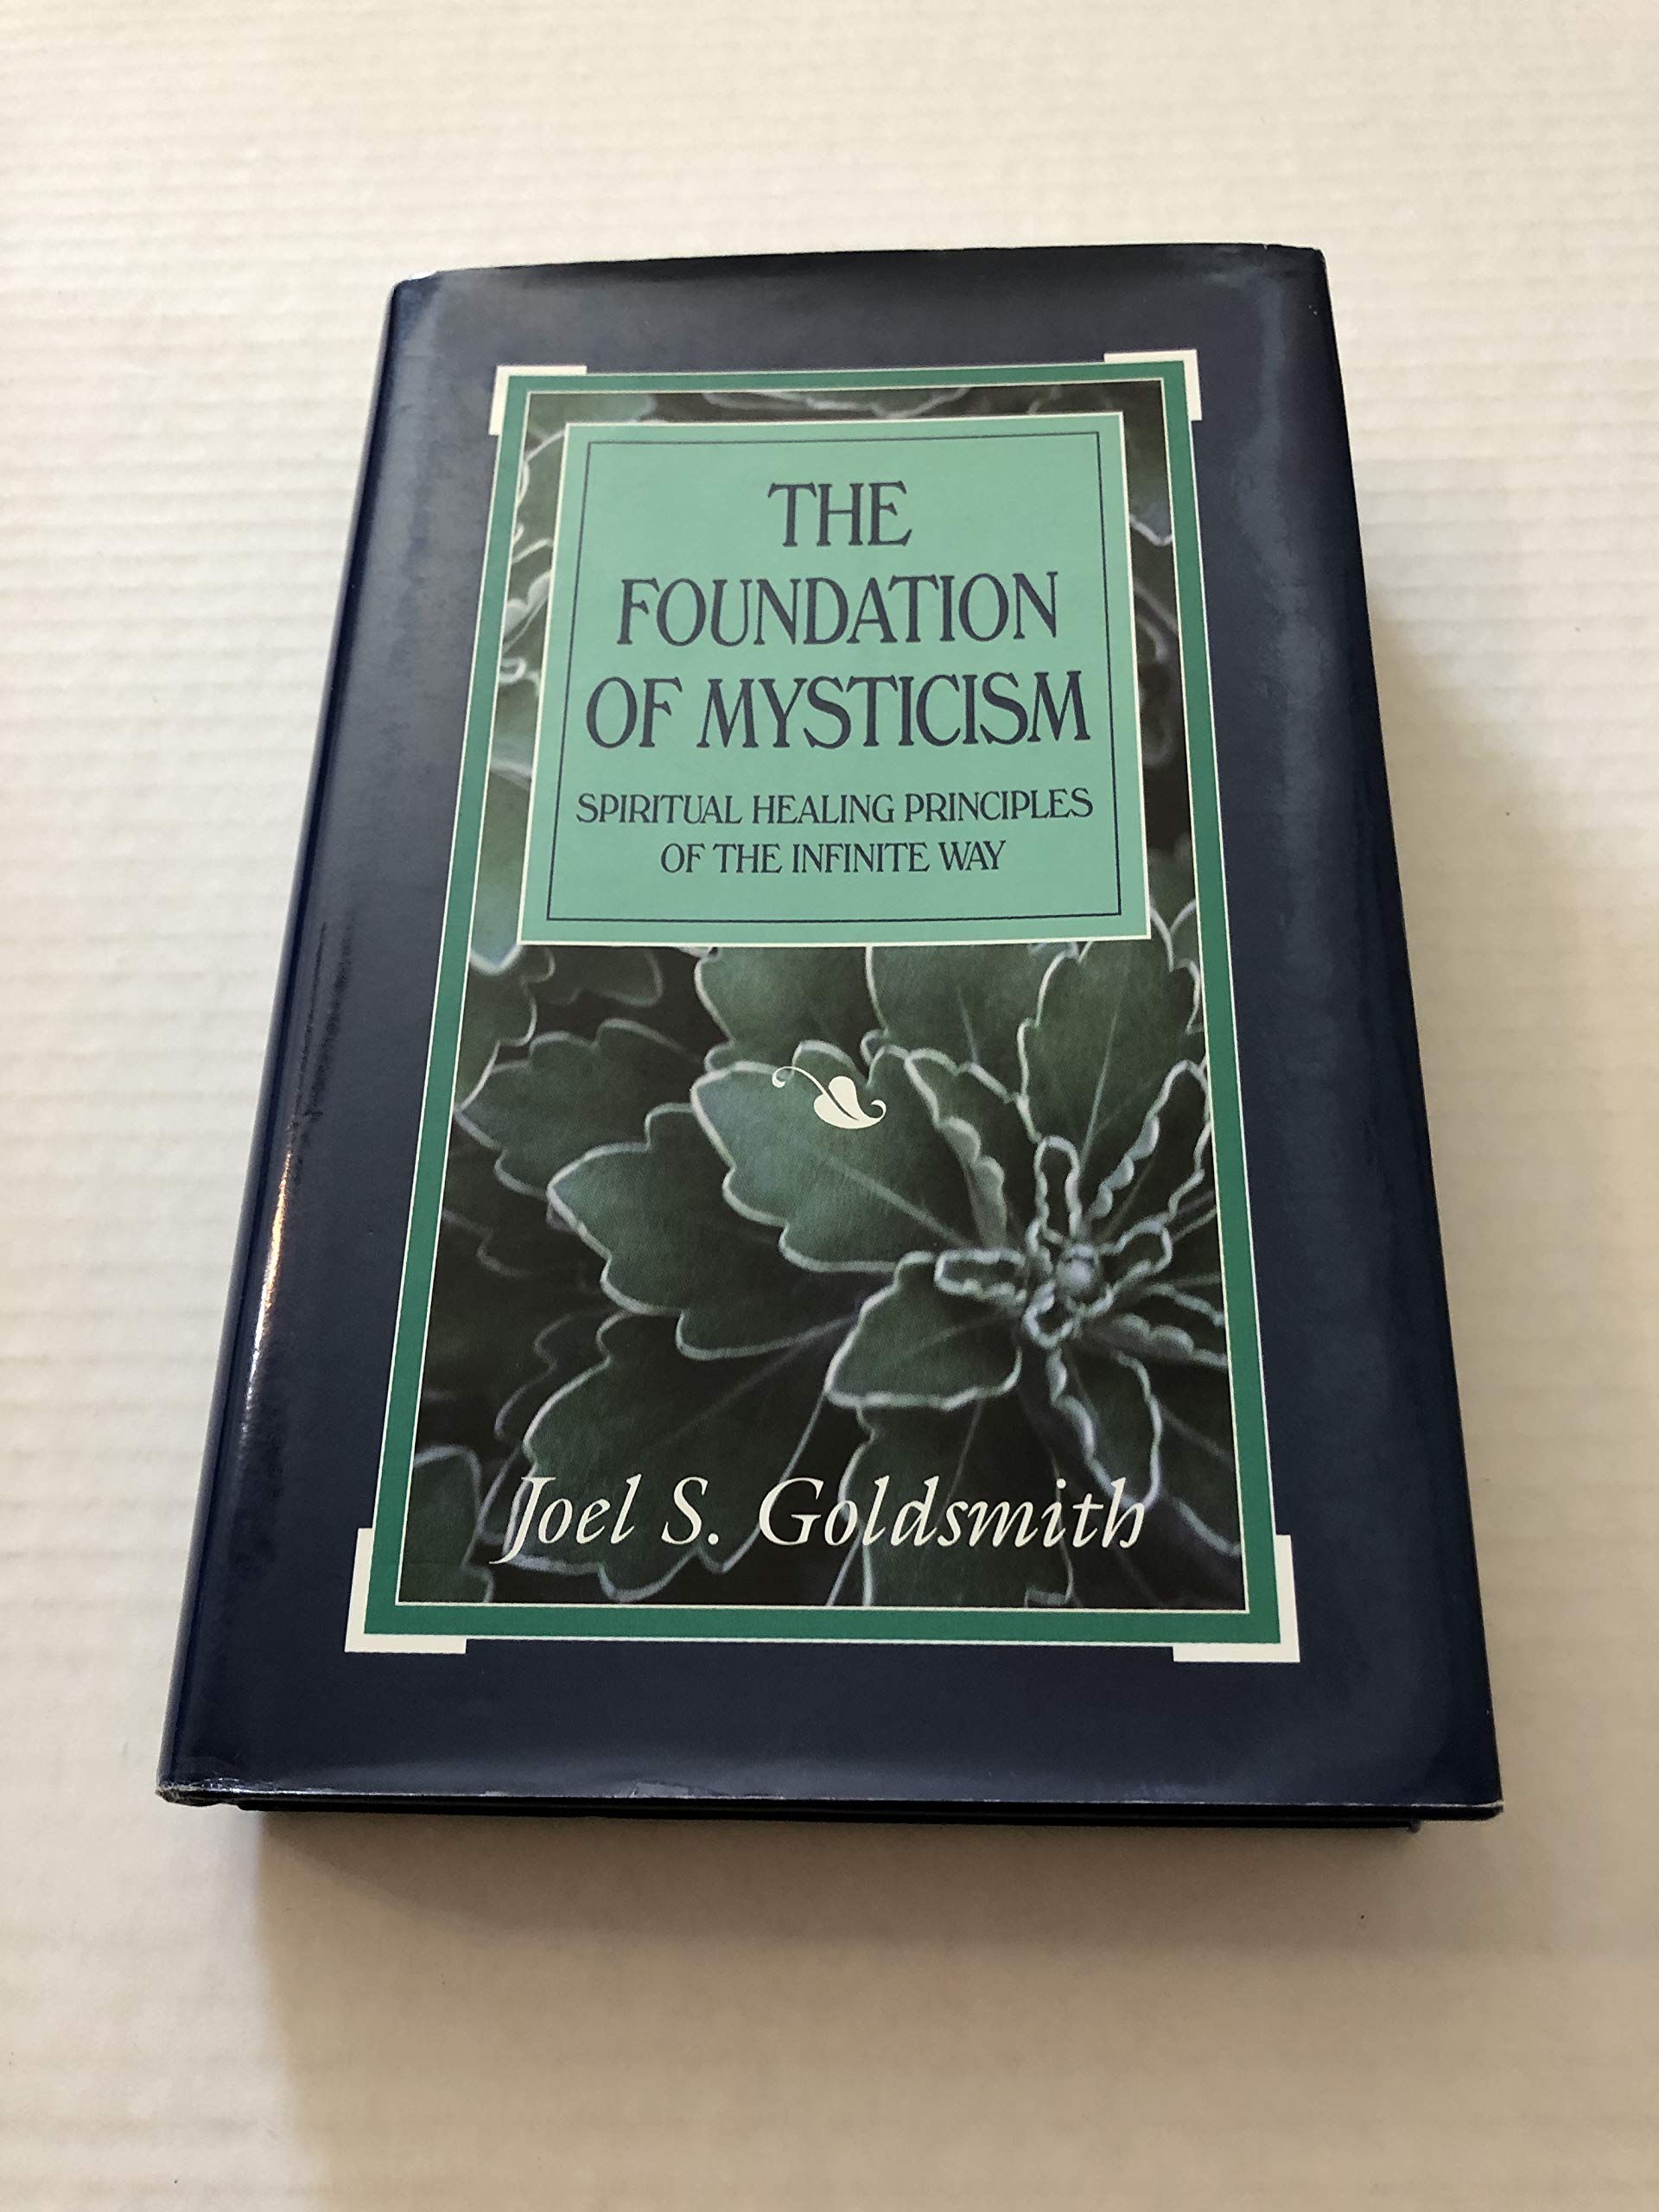 THE
FOUNDATION
OF MYSTICISM
SPIRITUAL HEALING PRINCIPLES
OF THE INFINITE WAY
Joel S. Goldsmith